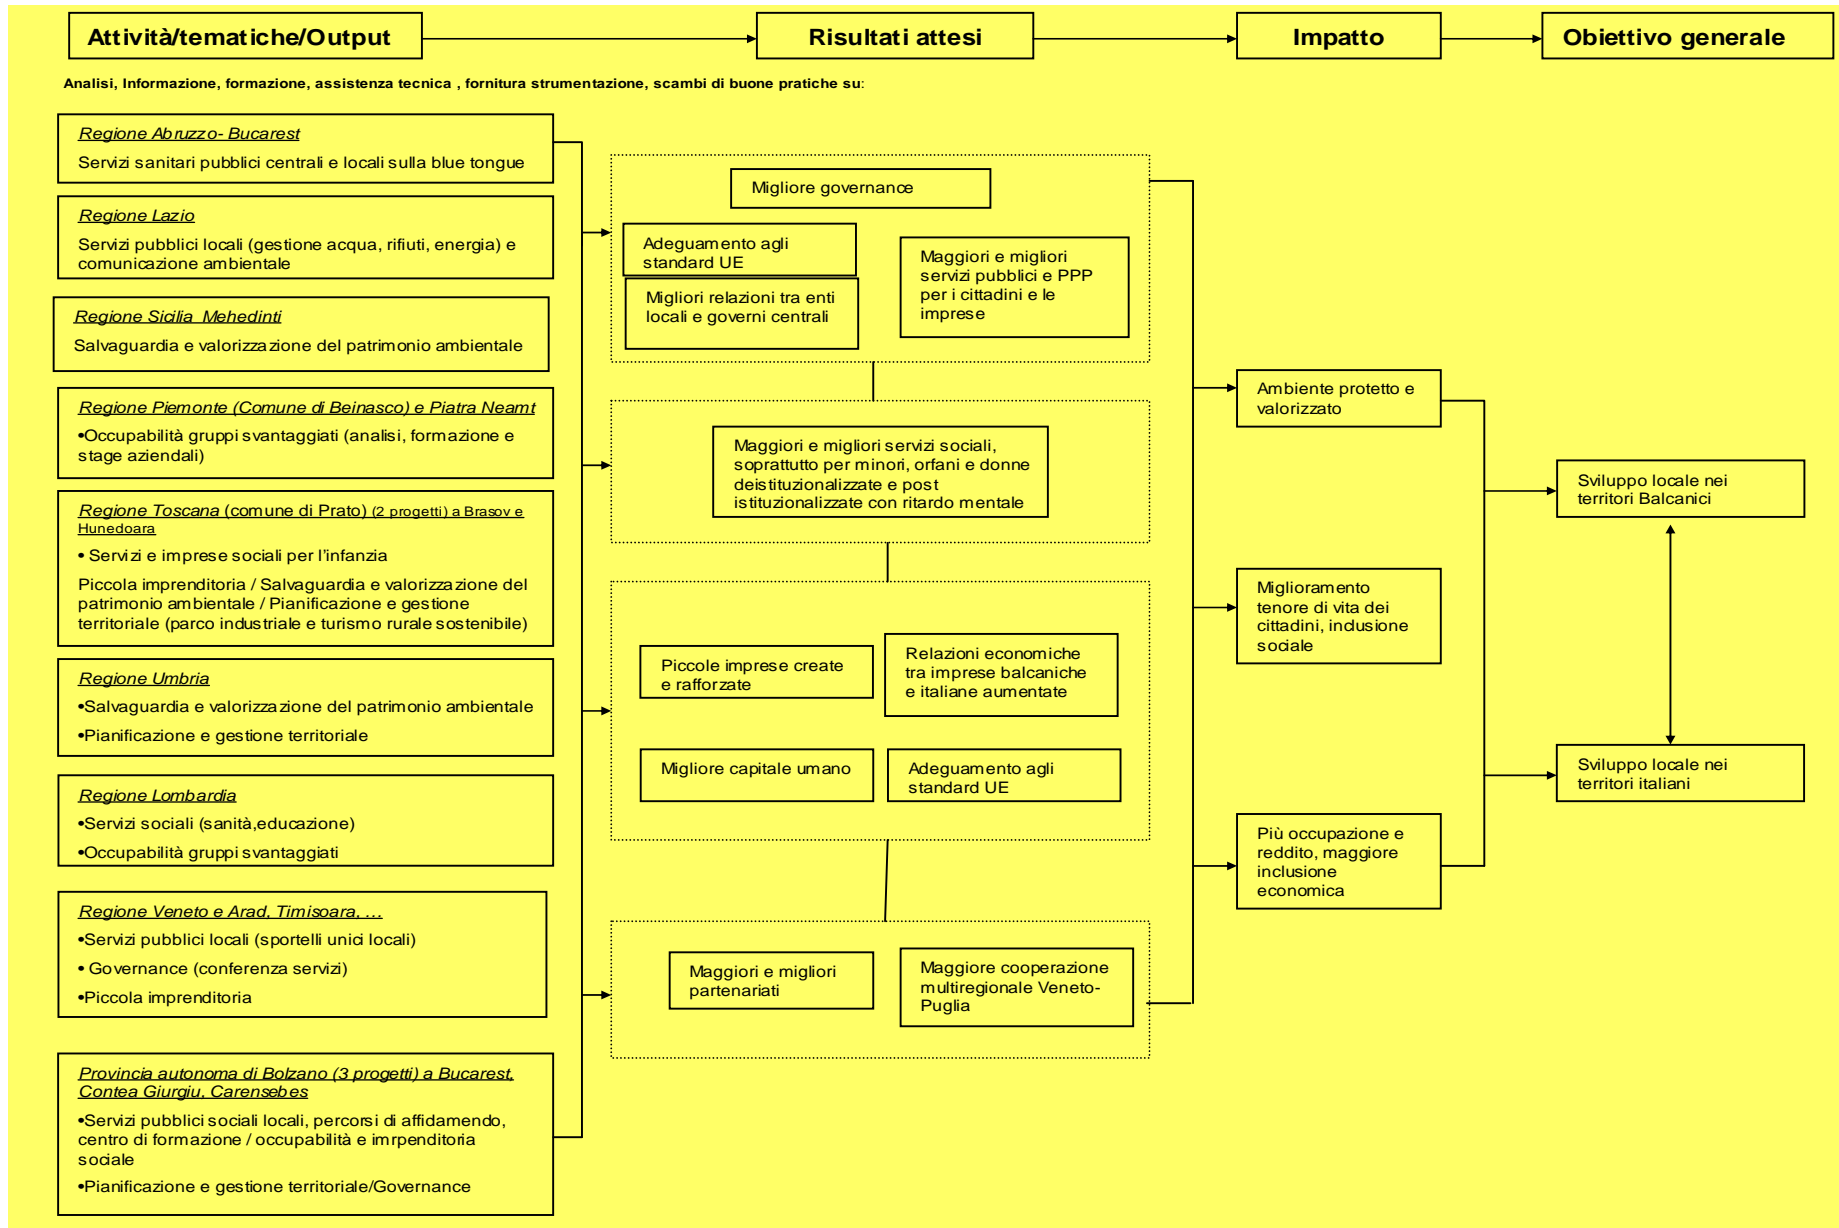 Attività/tematiche/Output
Risultati attesi
Impatto
Obiettivo generale
Analisi, Informazione, formazione, assistenza tecnica , fornitura strumentazione, scambi di buone pratiche su:
Regione Abruzzo- Bucarest
Servizi sanitari pubblici centrali e locali sulla blue tongue
Regione Lazio
Servizi pubblici locali (gestione acqua, rifiuti, energia) e
comunicazione ambientale
Regione Sicilia Mehedinti
Salvaguardia e valorizzazione del patrimonio ambientale
Regione Piemonte (Comune di Beinasco) e Piatra Neamt
•Occupabilità gruppi svantaggiati (analisi, formazione e
stage aziendali)
Regione Toscana (comune di Prato) (2 progetti) a Brasov e
Hunedoara
• Servizi e imprese sociali per l'infanzia
Piccola imprenditoria / Salvaguardia e valorizzazione del
patrimonio ambientale / Pianificazione e gestione
territoriale (parco industriale e turismo rurale sostenibile)
Regione Umbria
•Salvaguardia e valorizzazione del patrimonio ambientale
•Pianificazione e gestione territoriale
Regione Lombardia
•Servizi sociali (sanità,educazione)
•Occupabilità gruppi svantaggiati
Regione Veneto e Arad, Timisoara, …
•Servizi pubblici locali (sportelli unici locali)
• Governance (conferenza servizi)
•Piccola imprenditoria
Provincia autonoma di Bolzano (3 progetti) a Bucarest,
Contea Giurgiu, Carensebes
•Servizi pubblici sociali locali, percorsi di affidamendo,
centro di formazione / occupabilità e imrpenditoria
sociale
•Pianificazione e gestione territoriale/Governance
Migliore governance
Adeguamento agli
standard UE
Migliori relazioni tra enti
locali e governi centrali
Maggiori e migliori
servizi pubblici e PPP
per i cittadini e le
imprese
Maggiori e migliori servizi sociali,
soprattutto per minori, orfani e donne
deistituzionalizzate e post
istituzionalizzate con ritardo mentale
Piccole imprese create
e rafforzate
Relazioni economiche
tra imprese balcaniche
e italiane aumentate
Migliore capitale umano
Adeguamento agli
standard UE
Maggiori e migliori
partenariati
Maggiore cooperazione
multiregionale Veneto-
Puglia
Ambiente protetto e
valorizzato
Miglioramento
tenore di vita dei
cittadini, inclusione
sociale
Più occupazione e
reddito, maggiore
inclusione
economica
Sviluppo locale nei
territori Balcanici
Sviluppo locale nei
territori italiani